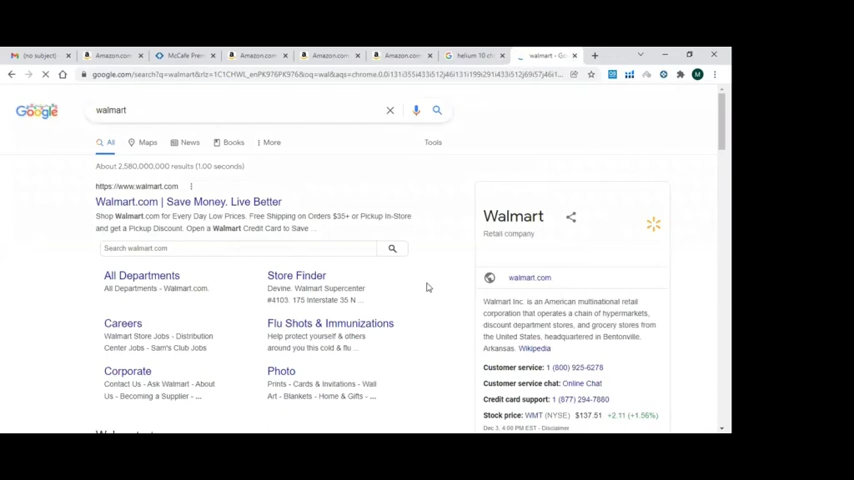 (no subject) Amazon.com McCafe Prem Amazon.com Amazon.com Amazon.com helium 10 ch walmart - Go
google.com/search?q=walmart&rlz=1C1CHWL_enPK976PK976&oq=wal&aqs=chrome.0.0i131i355i433i512j46i131i199i291i433i512j69i57j46i1... M
Google walmart
All Maps News Books More Tools
About 2,580,000,000 results (1.00 seconds)
https://www.walmart.com
Walmart.com | Save Money. Live Better
Shop Walmart.com for Every Day Low Prices. Free Shipping on Orders $35+ or Pickup In-Store
and get a Pickup Discount. Open a Walmart Credit Card to Save ...
Search walmart.com
All Departments
All Departments - Walmart.com.
Store Finder
Devine. Walmart Supercenter
#4103. 175 Interstate 35 N ...
Careers
Walmart Store Jobs - Distribution
Center Jobs - Sam's Club Jobs
Flu Shots & Immunizations
Help protect yourself & others
around you this cold & flu ...
Corporate
Contact Us - Ask Walmart - About
Us - Becoming a Supplier - ...
Photo
Prints - Cards & Invitations - Wall
Art - Blankets - Home & Gifts - ...
Walmart
Retail company
walmart.com
Walmart Inc. is an American multinational retail
corporation that operates a chain of hypermarkets,
discount department stores, and grocery stores from
the United States, headquartered in Bentonville,
Arkansas. Wikipedia
Customer service: 1 (800) 925-6278
Customer service chat: Online Chat
Credit card support: 1 (877) 294-7880
Stock price: WMT (NYSE) $137.51 +2.11 (+1.56%)
Dec 3, 4:00 PM EST - Disclaimer